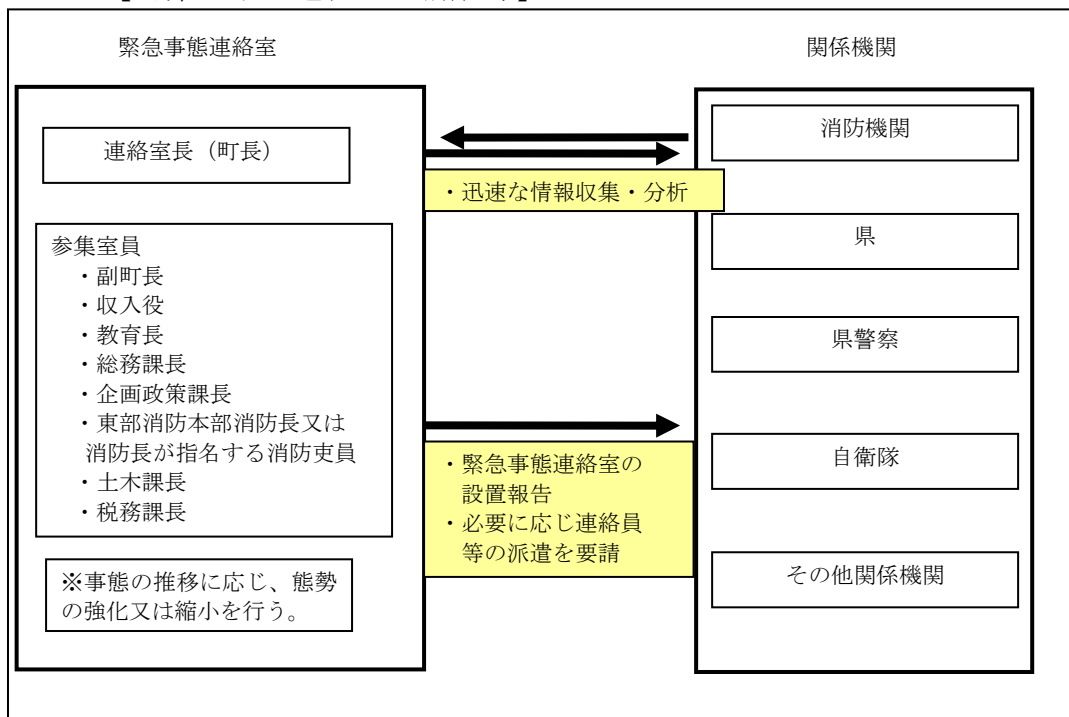 緊急事態連絡室
連絡室長（町長）
参集室員
・副町長
・収入役
・教育長
・総務課長
・企画政策課長
・東部消防本部消防長又は
消防長が指名する消防吏員
・土木課長
・税務課長
※事態の推移に応じ、態勢
の強化又は縮小を行う。
・迅速な情報収集・分析
・緊急事態連絡室の
設置報告
・必要に応じ連絡員
等の派遣を要請
関係機関
消防機関
県
県警察
自衛隊
その他関係機関